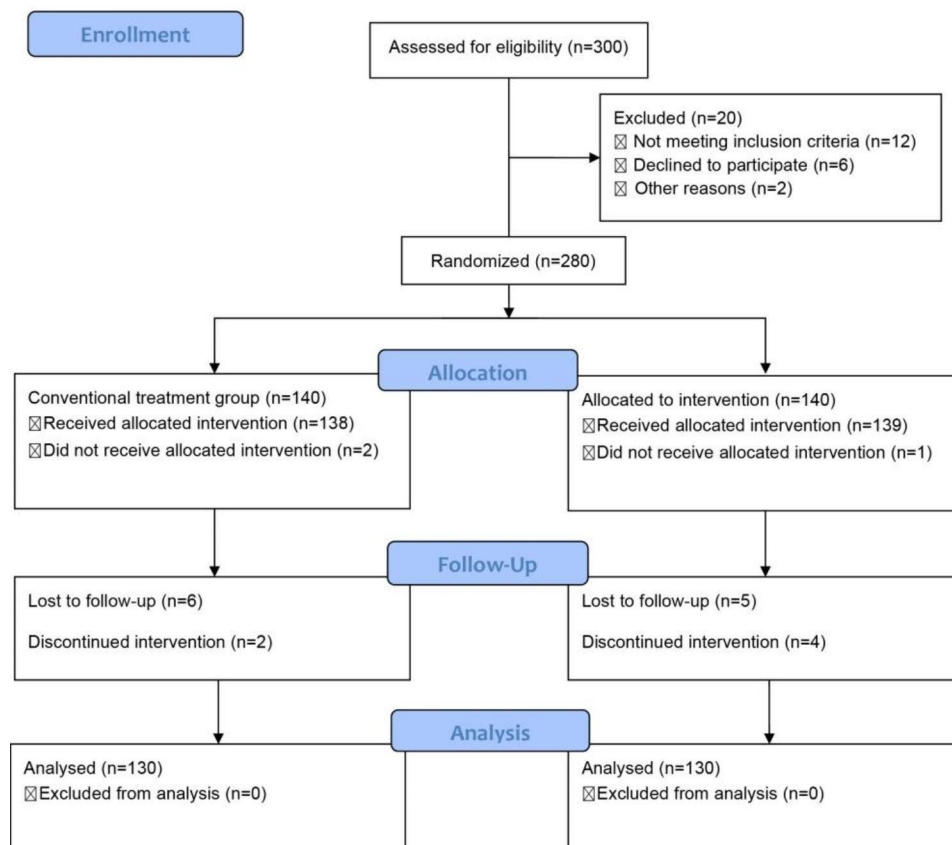 Enrollment
Assessed for eligibility (n=300)
Excluded (n=20)
☒ Not meeting inclusion criteria (n=12)
☒ Declined to participate (n=6)
☒ Other reasons (n=2)
Randomized (n=280)
Allocation
Conventional treatment group (n=140)
☒Received allocated intervention (n=138)
☒Did not receive allocated intervention (n=2)
Allocated to intervention (n=140)
☒Received allocated intervention (n=139)
☒Did not receive allocated intervention (n=1)
Follow-Up
Lost to follow-up (n=6)
Discontinued intervention (n=2)
Lost to follow-up (n=5)
Discontinued intervention (n=4)
Analysis
Analysed (n=130)
☒Excluded from analysis (n=0)
Analysed (n=130)
☒Excluded from analysis (n=0)